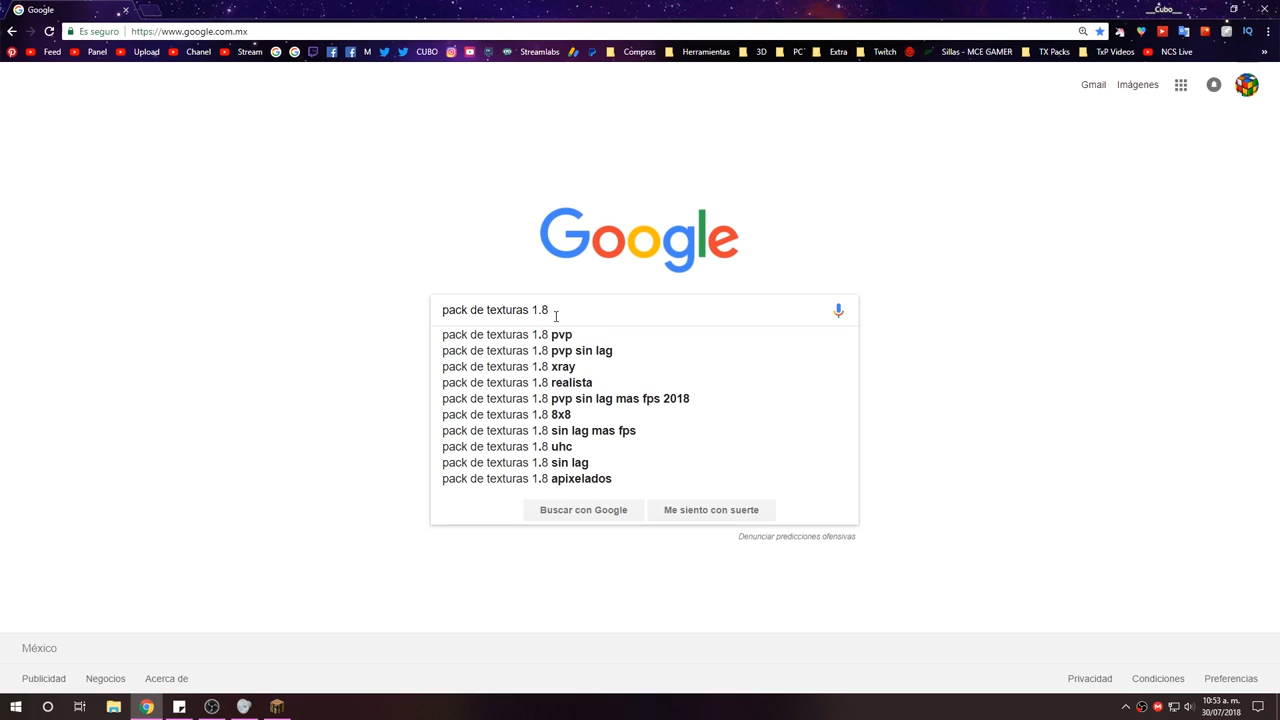 Google
Cubo__
Es seguro | https://www.google.com.mx
Feed Panel Upload Chanel Stream M CUBO Streamlabs Compras Herramientas 3D PC Extra Twitch Sillas - MCE GAMER TX Packs TxP Videos NCS Live »
Gmail Imágenes
Google
pack de texturas 1.8
pack de texturas 1.8 pvp
pack de texturas 1.8 pvp sin lag
pack de texturas 1.8 xray
pack de texturas 1.8 realista
pack de texturas 1.8 pvp sin lag mas fps 2018
pack de texturas 1.8 8x8
pack de texturas 1.8 sin lag mas fps
pack de texturas 1.8 uhc
pack de texturas 1.8 sin lag
pack de texturas 1.8 apixelados
Buscar con Google Me siento con suerte
Denunciar predicciones ofensivas
México
Publicidad Negocios Acerca de Privacidad Condiciones Preferencias
10:53 a. m.
30/07/2018